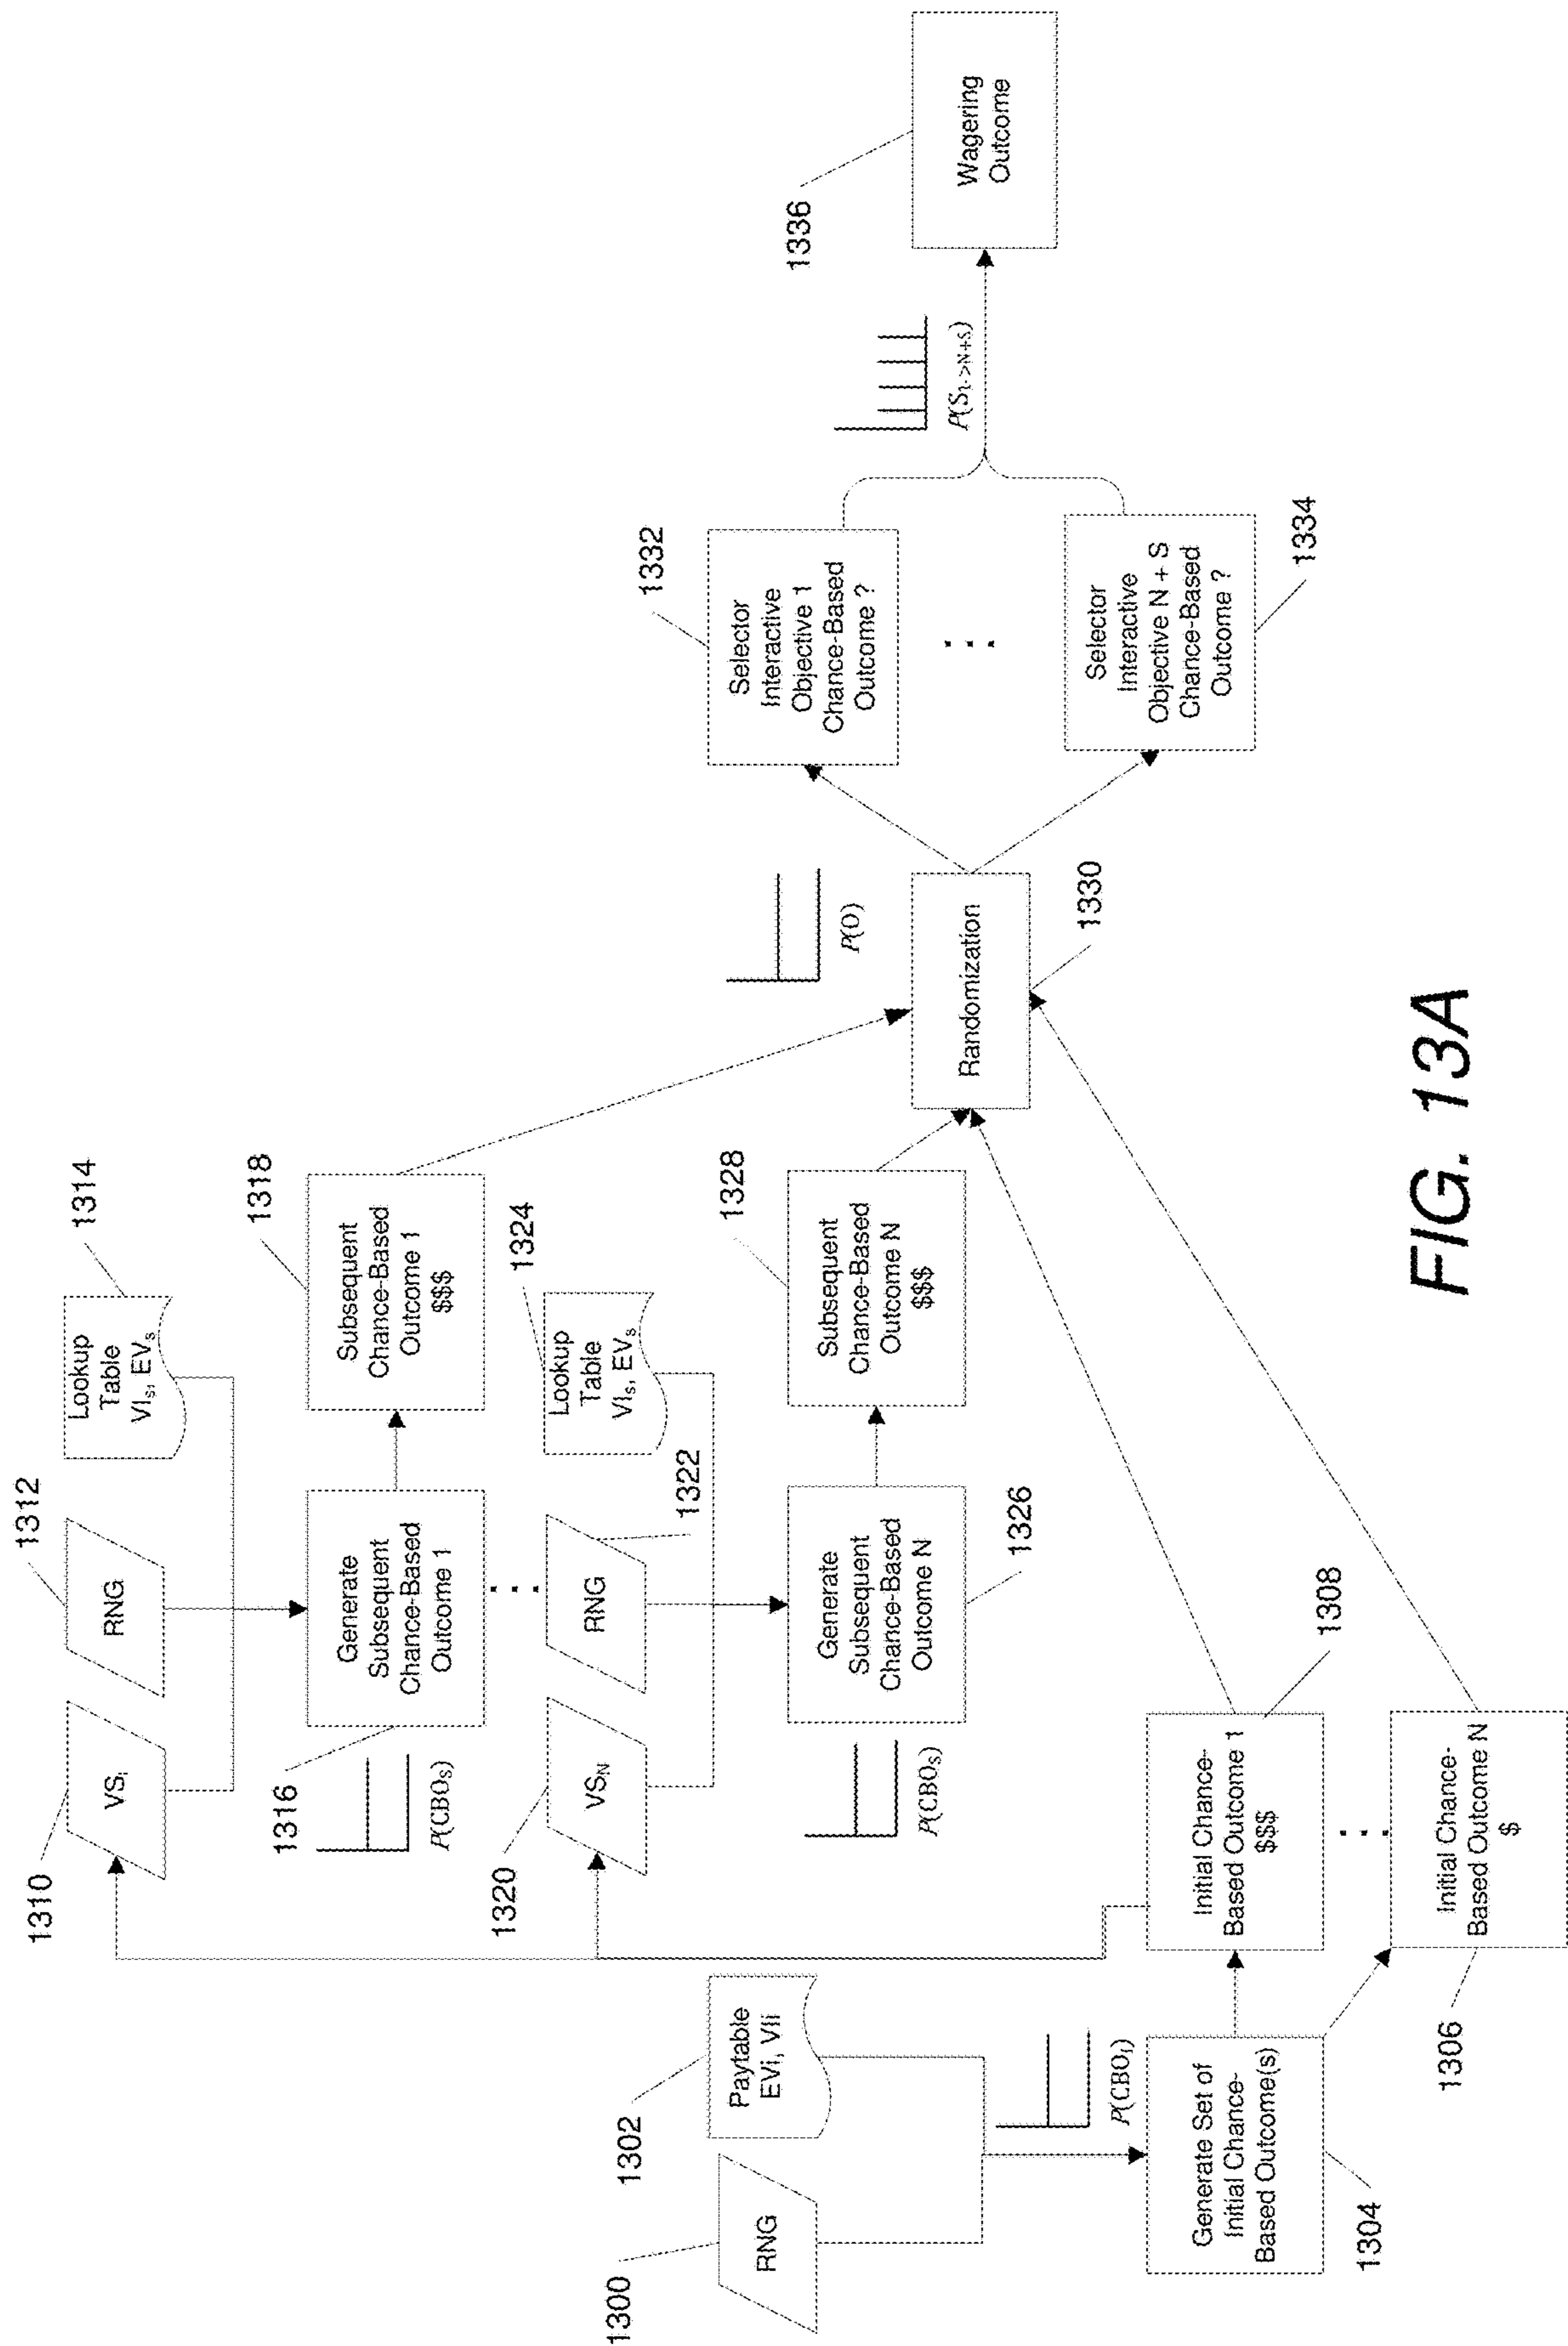 1310
VSᵢ
1312
RNG
1314
Lookup
Table
VIₛ, EVₛ
1316
P(CBOₛ)
Generate
Subsequent
Chance-Based
Outcome 1
1318
Subsequent
Chance-Based
Outcome 1
$$$
1320
VS_N
1322
RNG
1324
Lookup
Table
VIₛ, EVₛ
P(CBOₛ)
Generate
Subsequent
Chance-Based
Outcome N
1326
1328
Subsequent
Chance-Based
Outcome N
$$$
1300
RNG
1302
Paytable
EVi, VIi
P(CBOᵢ)
1304
Generate Set of
Initial Chance-
Based Outcome(s)
1308
Initial Chance-
Based Outcome 1
$$$
1306
Initial Chance-
Based Outcome N
$
P(O)
Randomization
1330
1332
Selector
Interactive
Objective 1
Chance-Based
Outcome ?
Selector
Interactive
Objective N + S
Chance-Based
Outcome ?
1334
P(S₁->N+S)
1336
Wagering
Outcome
FIG. 13A